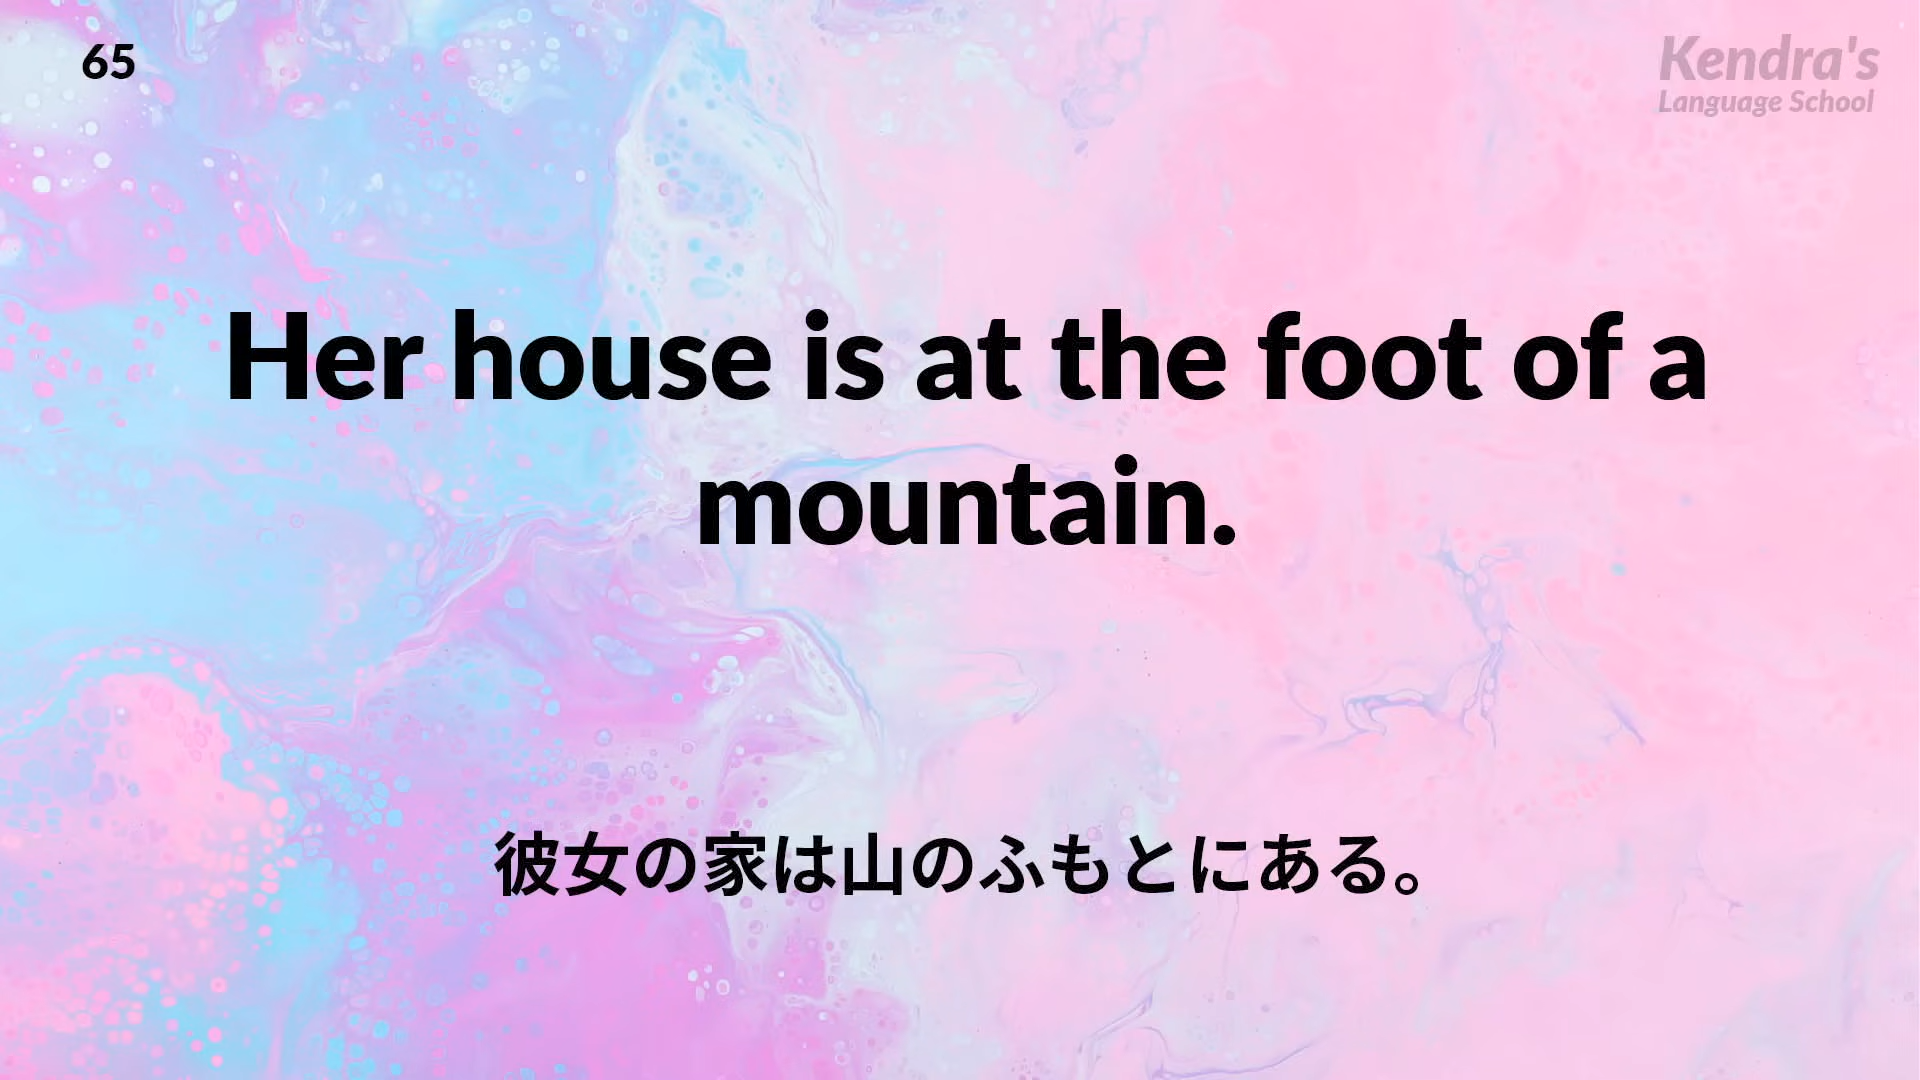 65
Kendra's
Language School
Her house is at the foot of a
mountain.
彼女の家は山のふもとにある。